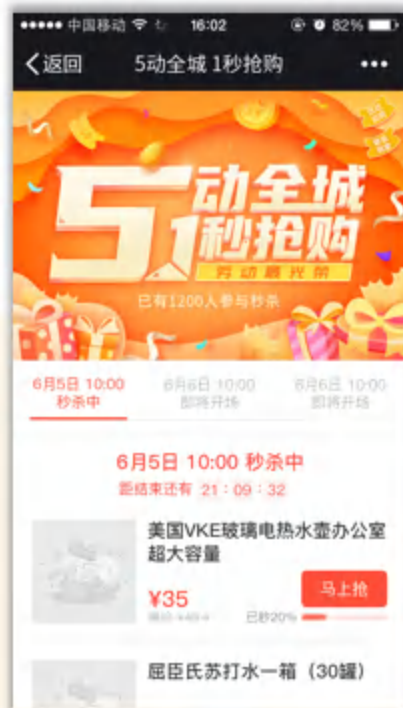 中国移动
16:02
82%
返回
5动全城 1秒抢购
5.1
动全城
秒抢购
劳动最光荣
已有1200人参与秒杀
6月5日 10:00
秒杀中
6月6日 10:00
即将开场
6月6日 10:00
即将开场
6月5日 10:00 秒杀中
距结束还有 21:09:32
美国VKE玻璃电热水壶办公室
超大容量
¥35
马上抢
已秒20%
屈臣氏苏打水一箱（30罐）